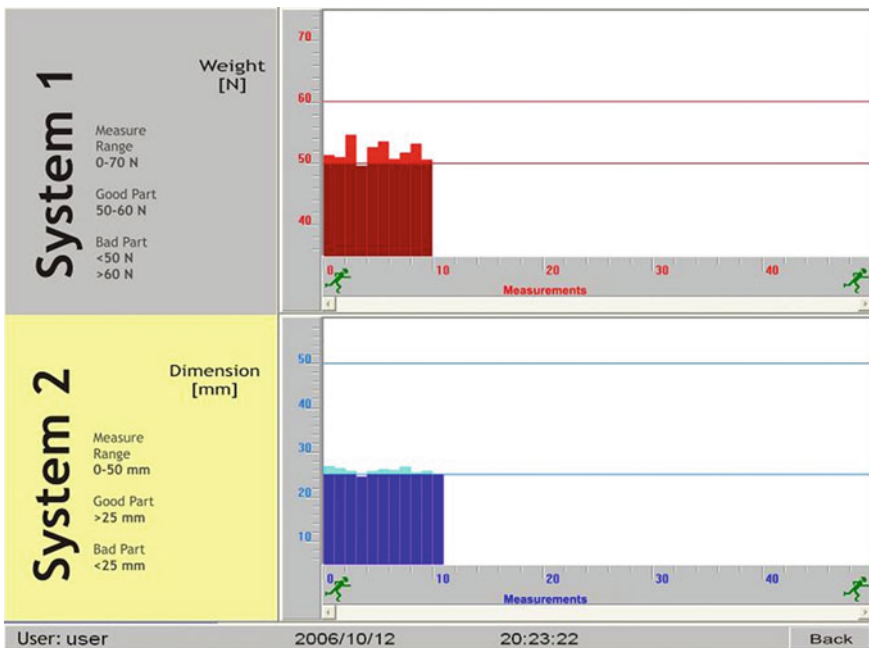 System 1
Weight
[N]
Measure
Range
0-70 N
Good Part
50-60 N
Bad Part
<50 N
>60 N
70
60
50
40
0 10 20 30 40
Measurements
System 2
Dimension
[mm]
Measure
Range
0-50 mm
Good Part
>25 mm
Bad Part
<25 mm
50
40
30
20
10
0 10 20 30 40
Measurements
User: user 2006/10/12 20:23:22 Back